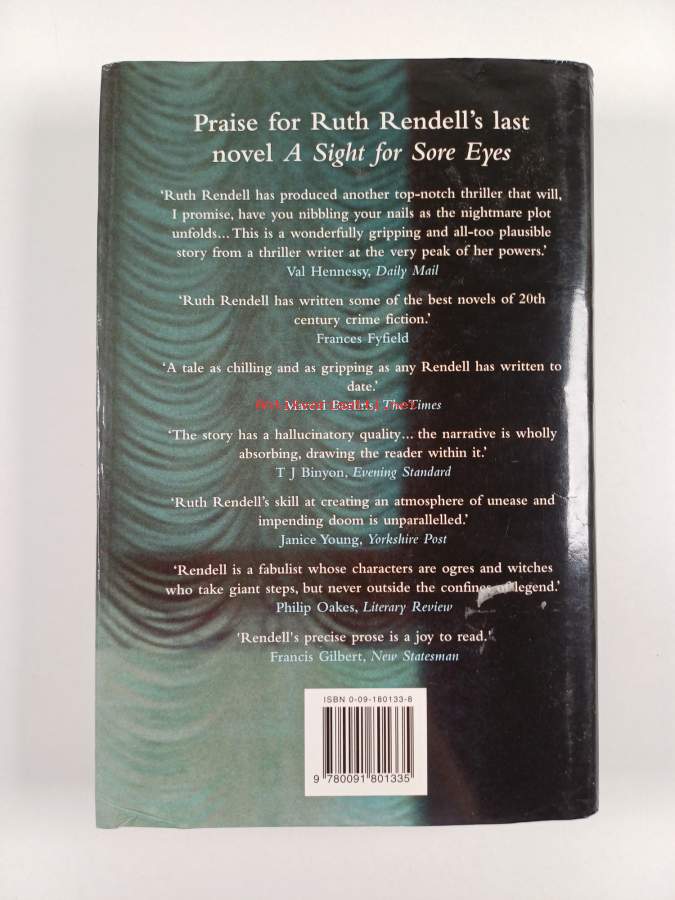 Praise for Ruth Rendell's last
novel A Sight for Sore Eyes
'Ruth Rendell has produced another top-notch thriller that will,
I promise, have you nibbling your nails as the nightmare plot
unfolds... This is a wonderfully gripping and all-too plausible
story from a thriller writer at the very peak of her powers.'
Val Hennessy, Daily Mail
'Ruth Rendell has written some of the best novels of 20th
century crime fiction.'
Frances Fyfield
'A tale as chilling and as gripping as any Rendell has written to
date.'
The Times
'The story has a hallucinatory quality... the narrative is wholly
absorbing, drawing the reader within it.'
T J Binyon, Evening Standard
'Ruth Rendell's skill at creating an atmosphere of unease and
impending doom is unparallelled.'
Janice Young, Yorkshire Post
'Rendell is a fabulist whose characters are ogres and witches
who take giant steps, but never outside the confines of legend.'
Philip Oakes, Literary Review
'Rendell's precise prose is a joy to read.'
Francis Gilbert, New Statesman
ISBN 0-09-180133-8
9 780091 801335